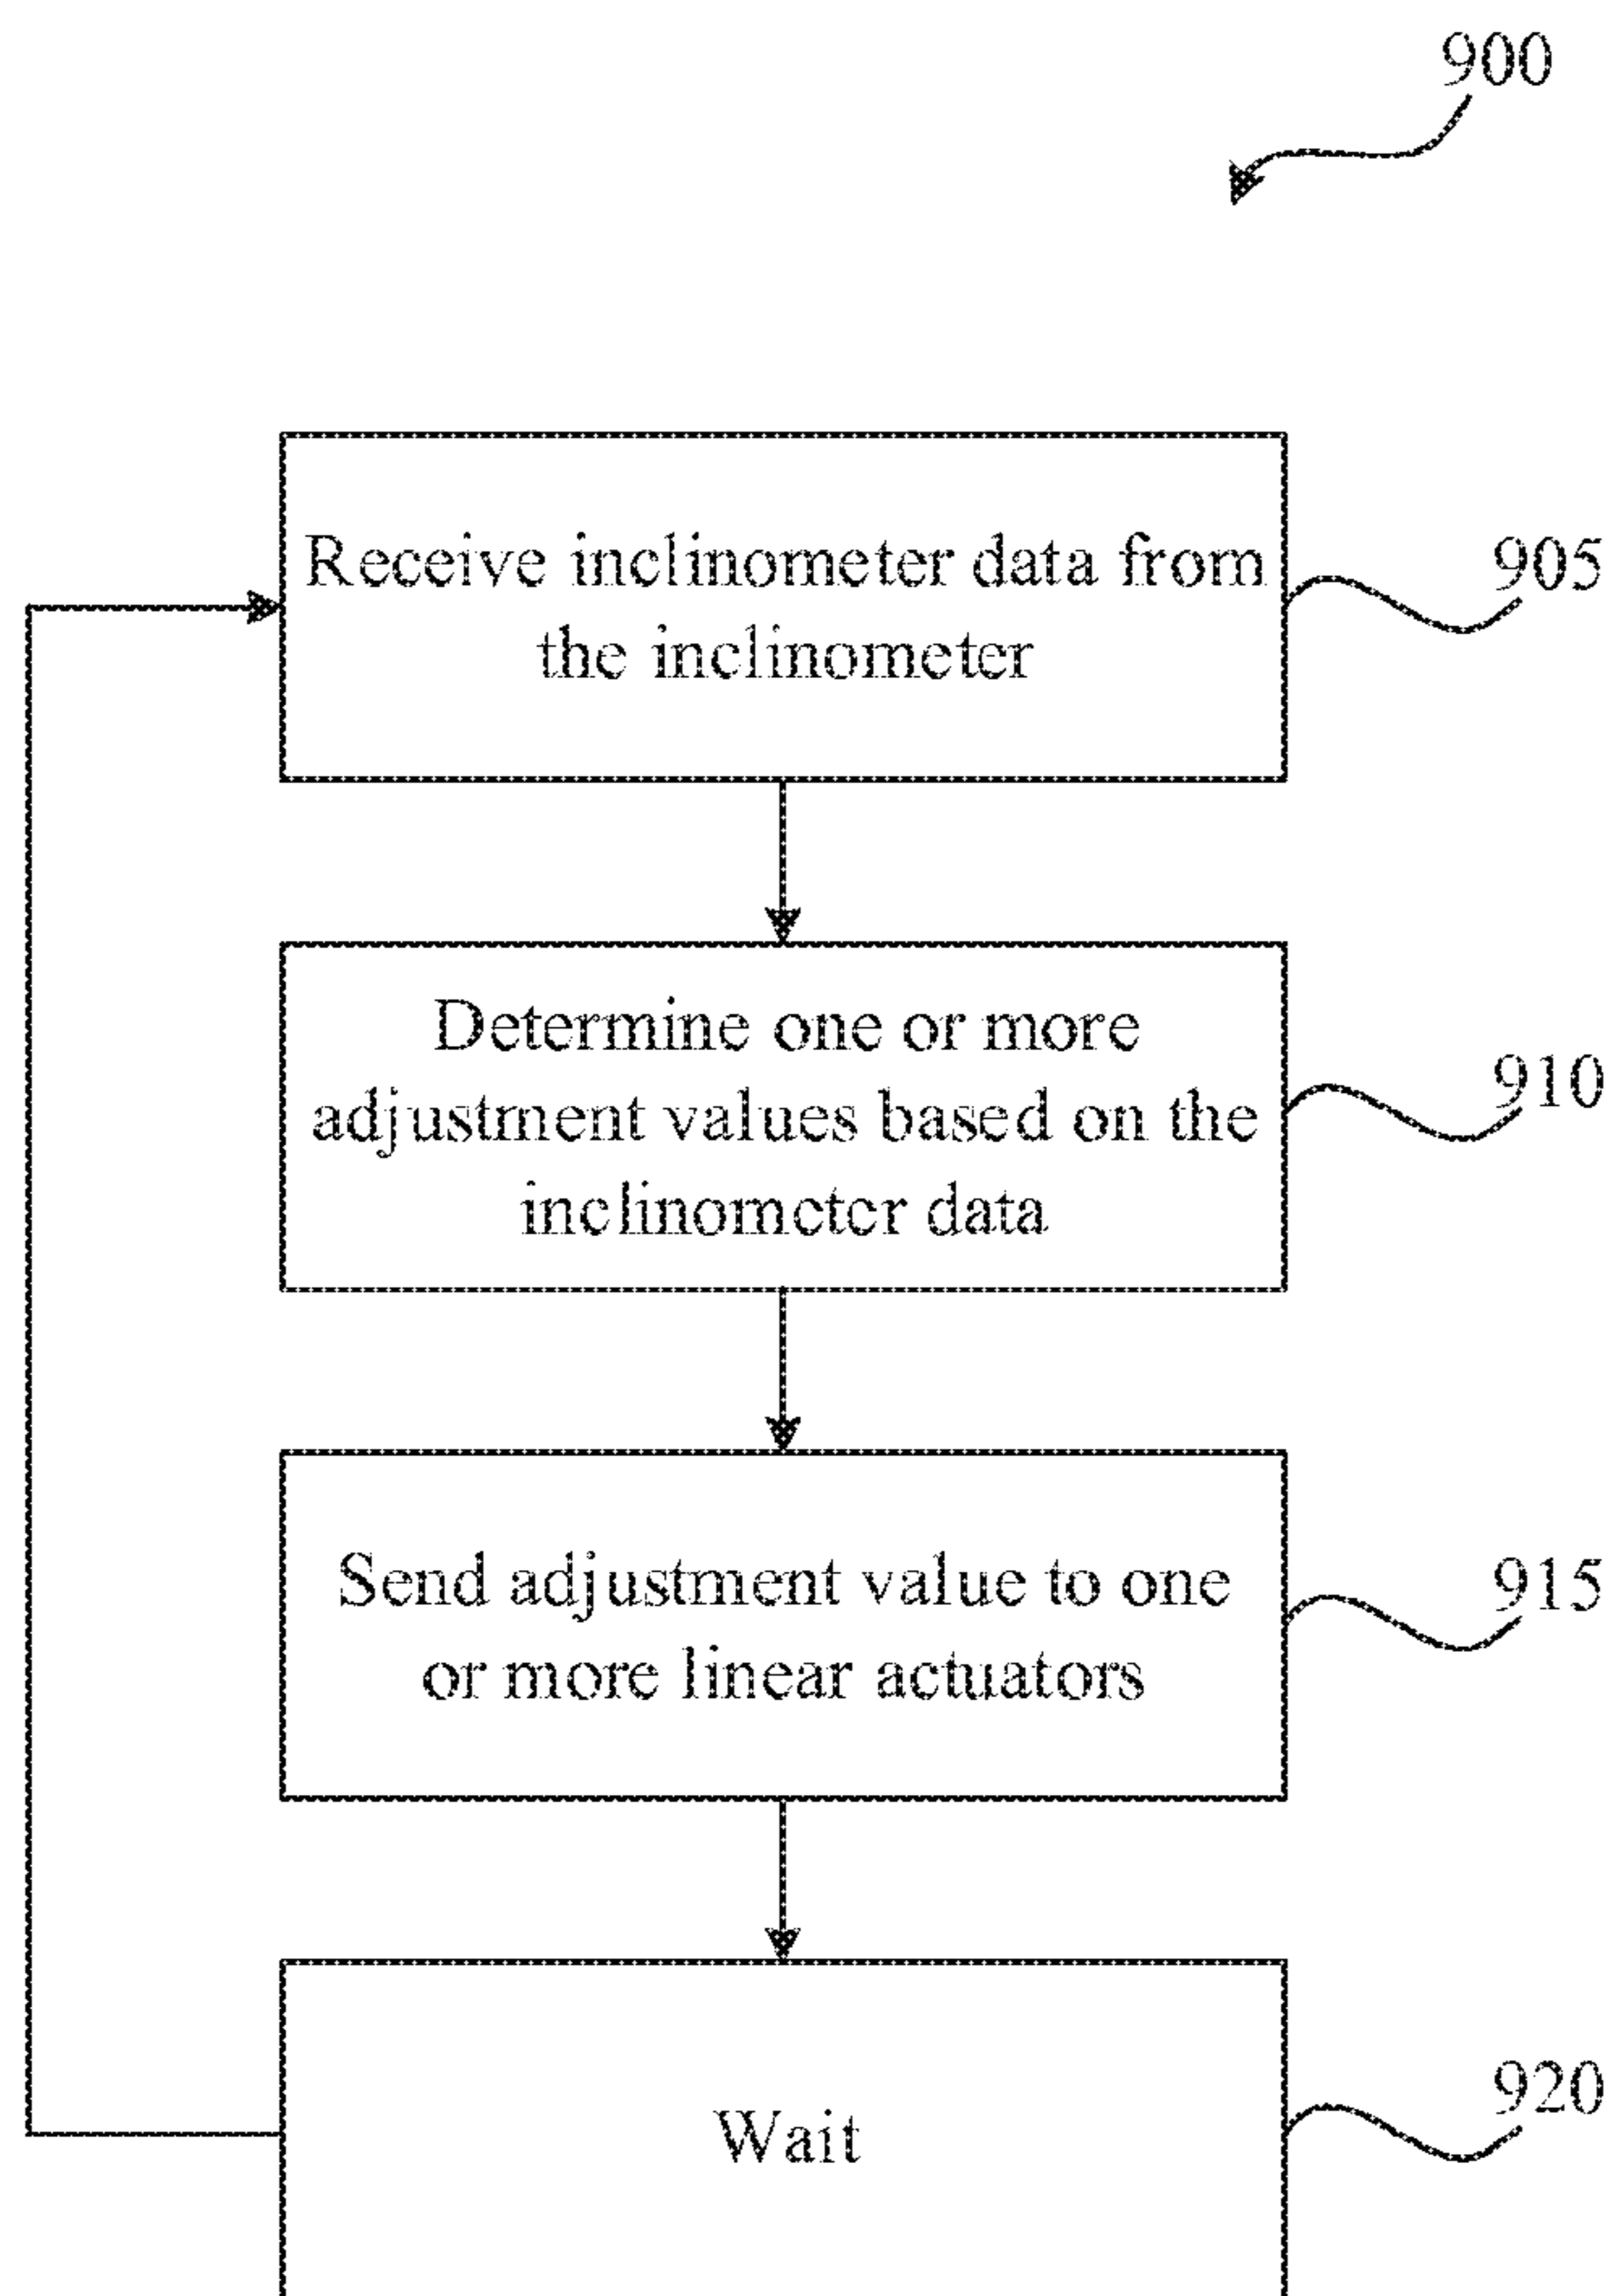 900
Receive inclinometer data from
the inclinometer
905
Determine one or more
adjustment values based on the
inclinometer data
910
Send adjustment value to one
or more linear actuators
915
Wait
920